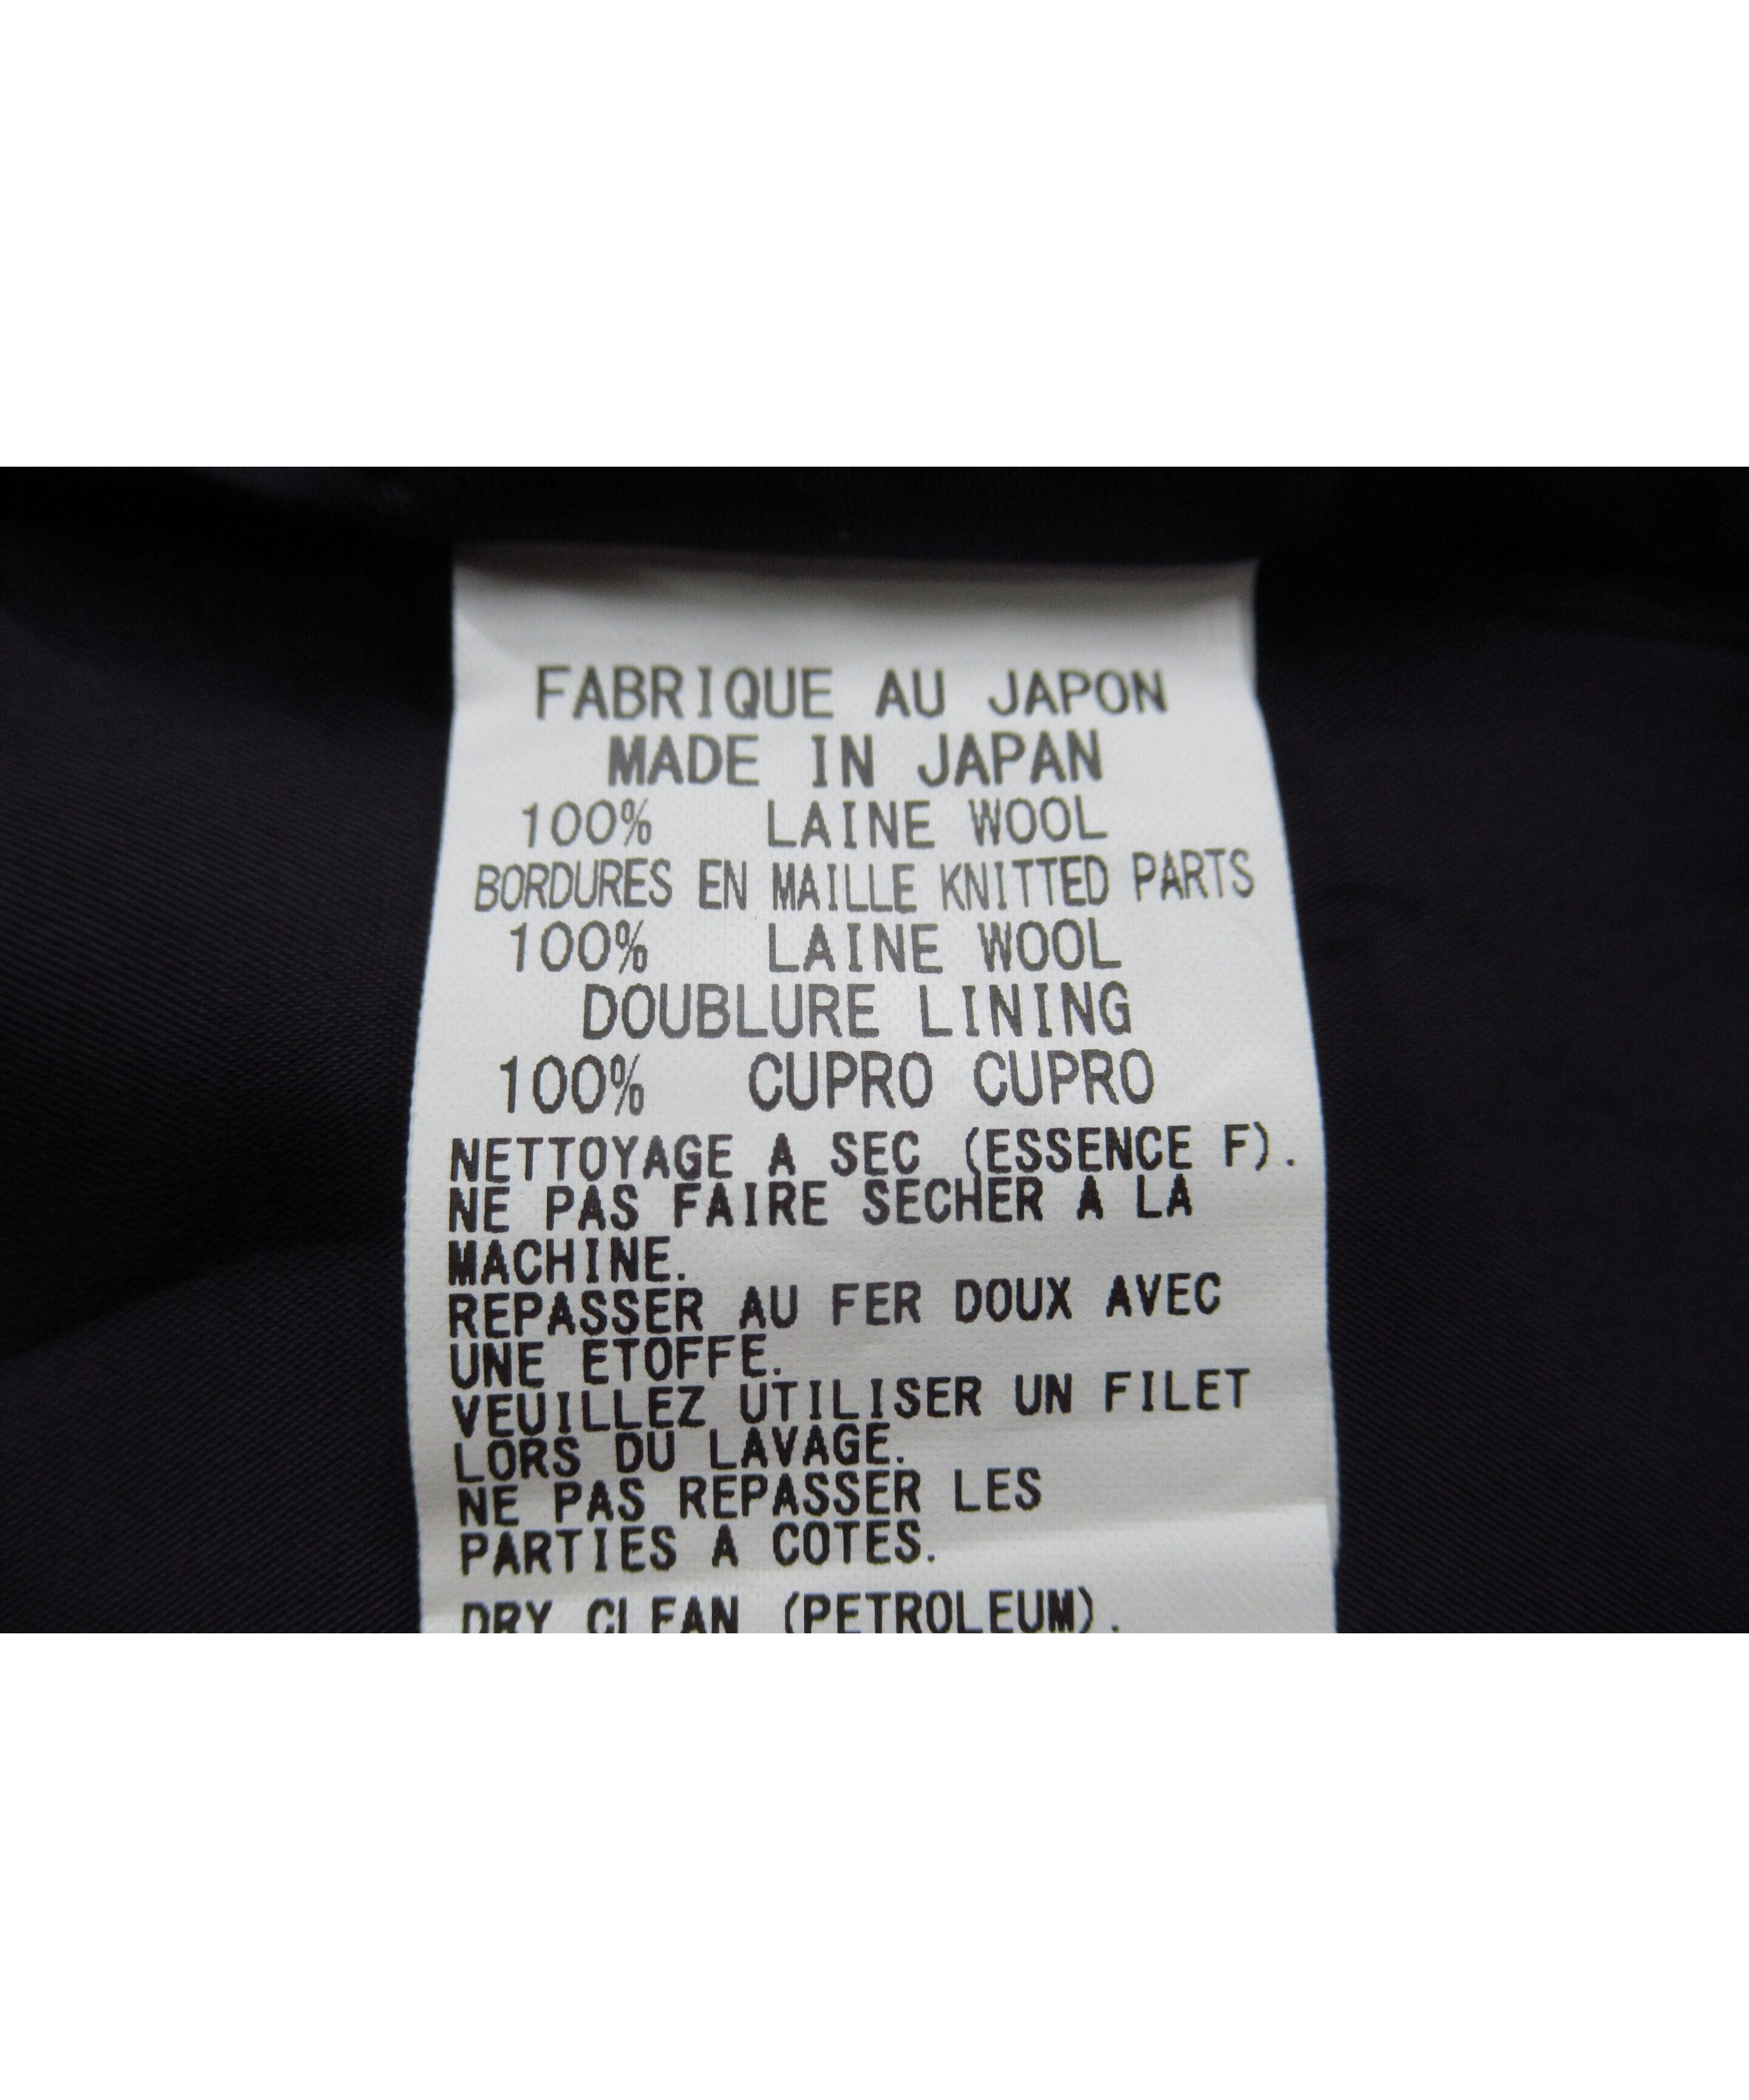 FABRIQUE AU JAPON
MADE IN JAPAN
100% LAINE WOOL
BORDURES EN MAILLE KNITTED PARTS
100% LAINE WOOL
DOUBLURE LINING
100% CUPRO CUPRO
NETTOYAGE A SEC (ESSENCE F).
NE PAS FAIRE SECHER A LA
MACHINE.
REPASSER AU FER DOUX AVEC
UNE ETOFFE.
VEUILLEZ UTILISER UN FILET
LORS DU LAVAGE.
NE PAS REPASSER LES
PARTIES A COTES.
DRY CLEAN (PETROLEUM).